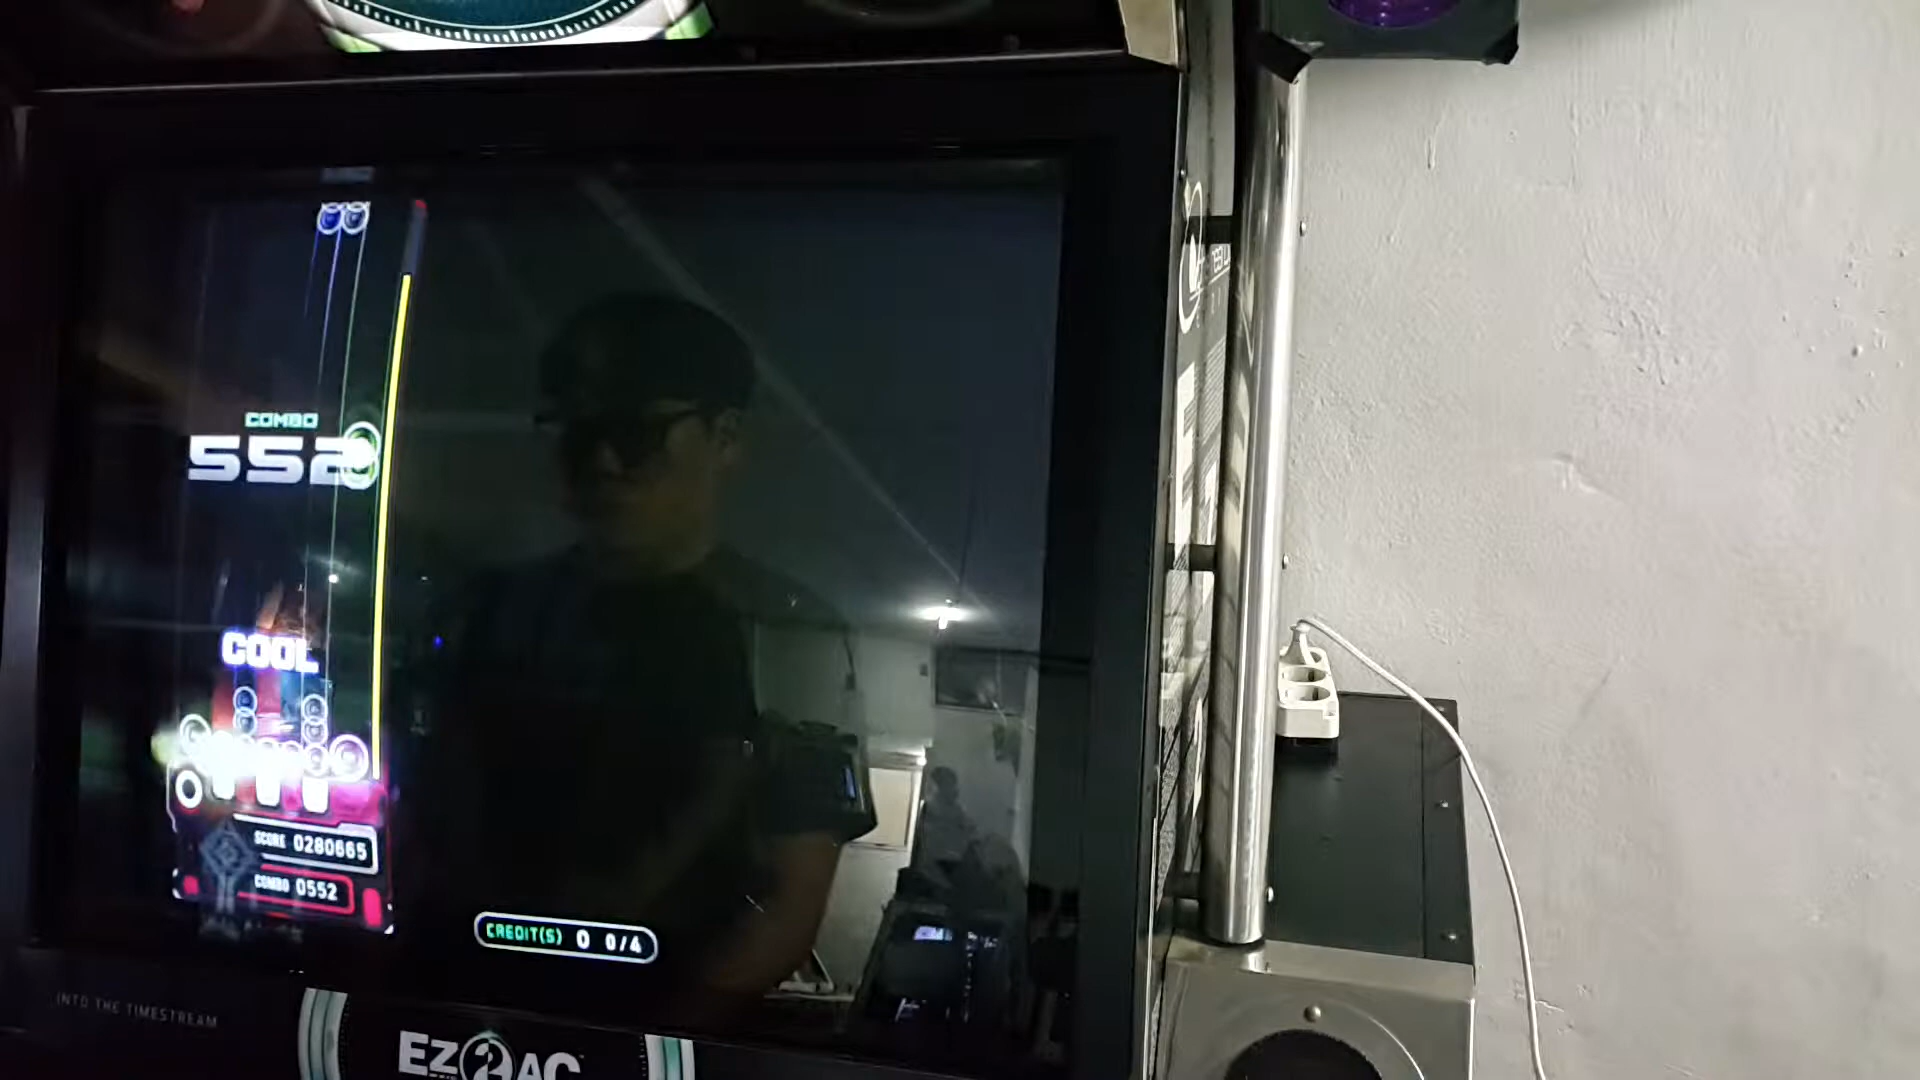 COMBO
552
COOL
SCORE 0280665
COMBO 0552
CREDIT(S) 0 0/4
INTO THE TIMESTREAM
EZ2AC